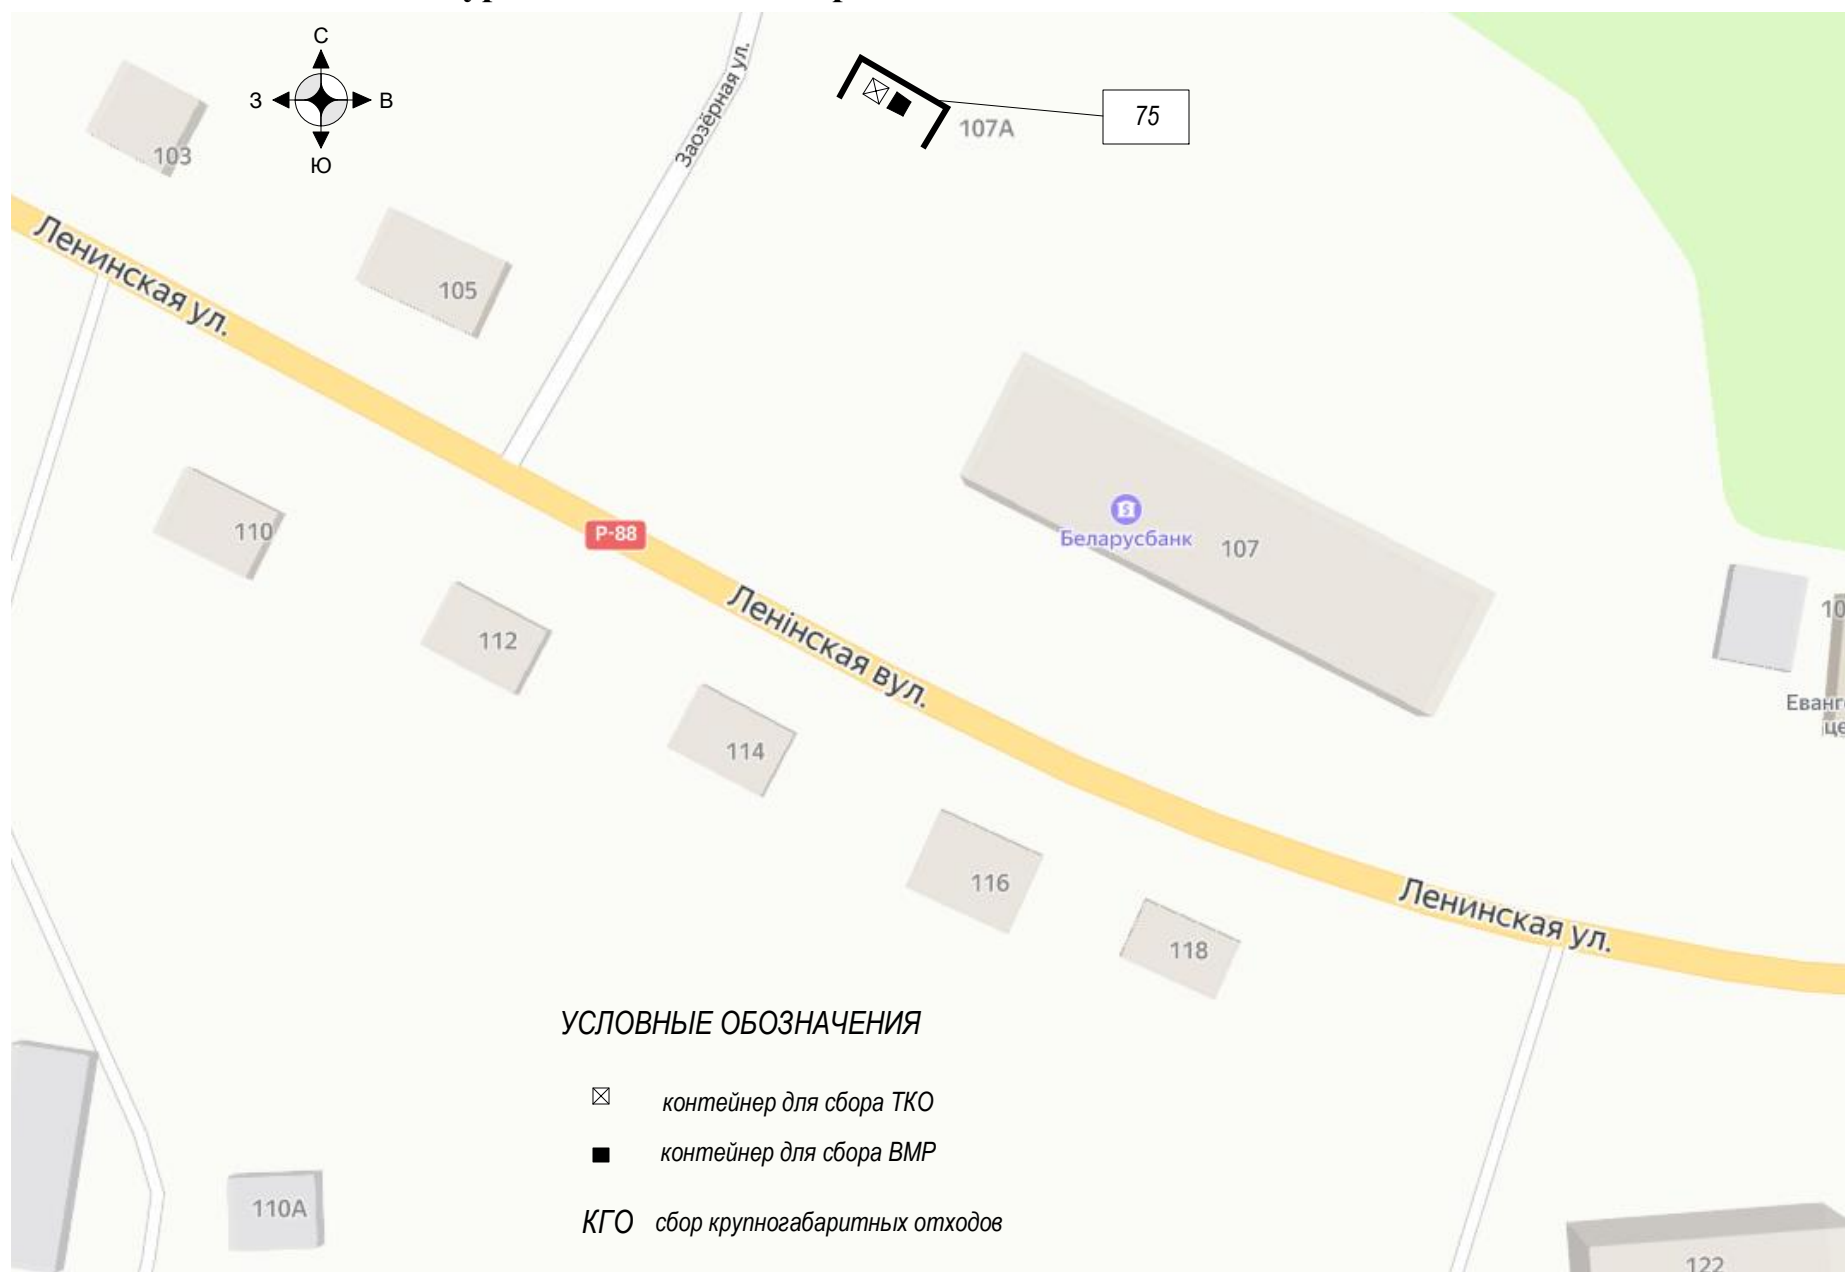 С
З
В
Ю
Заозёрная ул.
75
107А
103
Ленинская ул.
105
110
Р-88
Беларусбанк
107
112
Ленінская вул.
114
116
Ленинская ул.
118
УСЛОВНЫЕ ОБОЗНАЧЕНИЯ
контейнер для сбора ТКО
контейнер для сбора ВМР
КГО сбор крупногабаритных отходов
110А
122